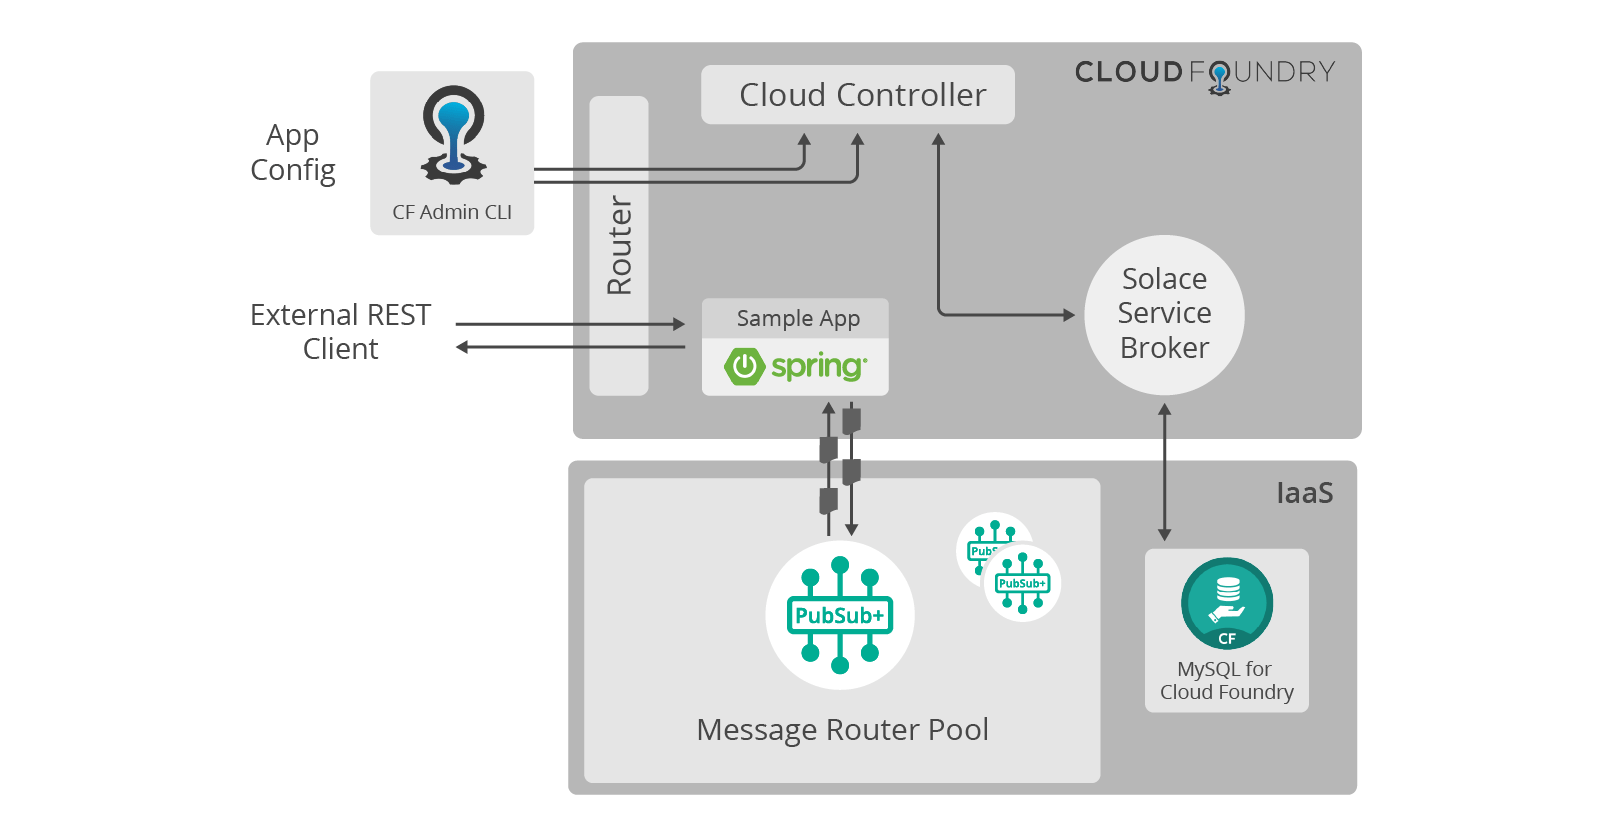 App
Config
CF Admin CLI
Router
Cloud Controller
CLOUD FOUNDRY
External REST
Client
Sample App
spring
Solace
Service
Broker
IaaS
PubSub+
PubSub+
Message Router Pool
CF
MySQL for
Cloud Foundry